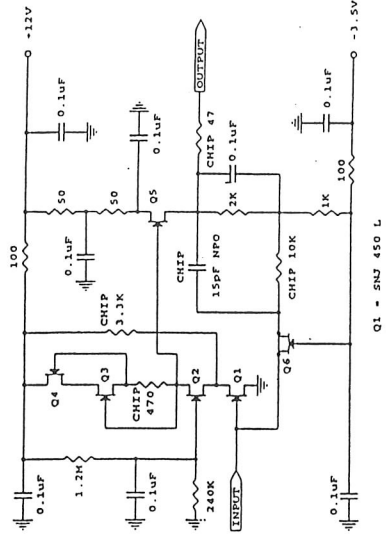 +12V
100
0.1uF
0.1uF
1.2M
Q4
50
0.1uF
Q3
CHIP
3.3K
50
0.1uF
0.1uF
CHIP
470
Q5
240K
Q2
CHIP
15pF NPO
CHIP 47
OUTPUT
INPUT
Q1
0.1uF
2K
Q6
CHIP 10K
1K
0.1uF
0.1uF
100
-3.5V
Q1 = SNJ 450 L